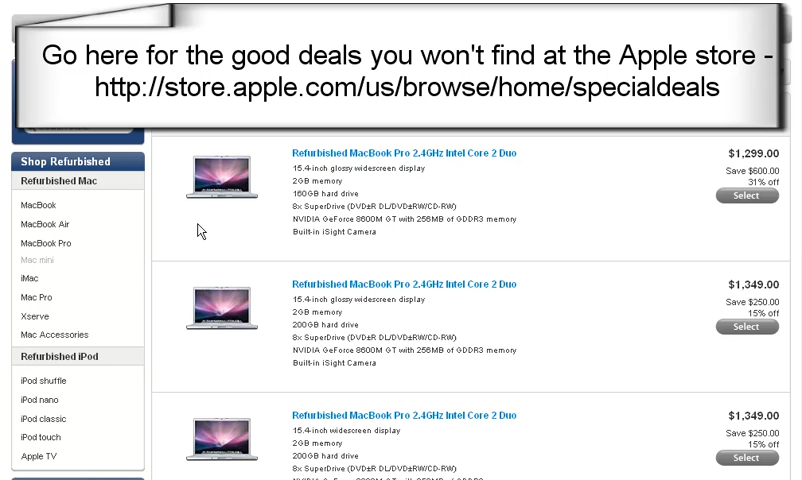 Go here for the good deals you won't find at the Apple store -
http://store.apple.com/us/browse/home/specialdeals
Shop Refurbished
Refurbished Mac
MacBook
MacBook Air
MacBook Pro
Mac mini
iMac
Mac Pro
Xserve
Mac Accessories
Refurbished iPod
iPod shuffle
iPod nano
iPod classic
iPod touch
Apple TV
Refurbished MacBook Pro 2.4GHz Intel Core 2 Duo
15.4-inch glossy widescreen display
2GB memory
160GB hard drive
8x SuperDrive (DVD±R DL/DVD±RW/CD-RW)
NVIDIA GeForce 8600M GT with 256MB of GDDR3 memory
Built-in iSight Camera
$1,299.00
Save $600.00
31% off
Select
Refurbished MacBook Pro 2.4GHz Intel Core 2 Duo
15.4-inch glossy widescreen display
2GB memory
200GB hard drive
8x SuperDrive (DVD±R DL/DVD±RW/CD-RW)
NVIDIA GeForce 8600M GT with 256MB of GDDR3 memory
Built-in iSight Camera
$1,349.00
Save $250.00
15% off
Select
Refurbished MacBook Pro 2.4GHz Intel Core 2 Duo
15.4-inch widescreen display
2GB memory
200GB hard drive
8x SuperDrive (DVD±R DL/DVD±RW/CD-RW)
$1,349.00
Save $250.00
15% off
Select